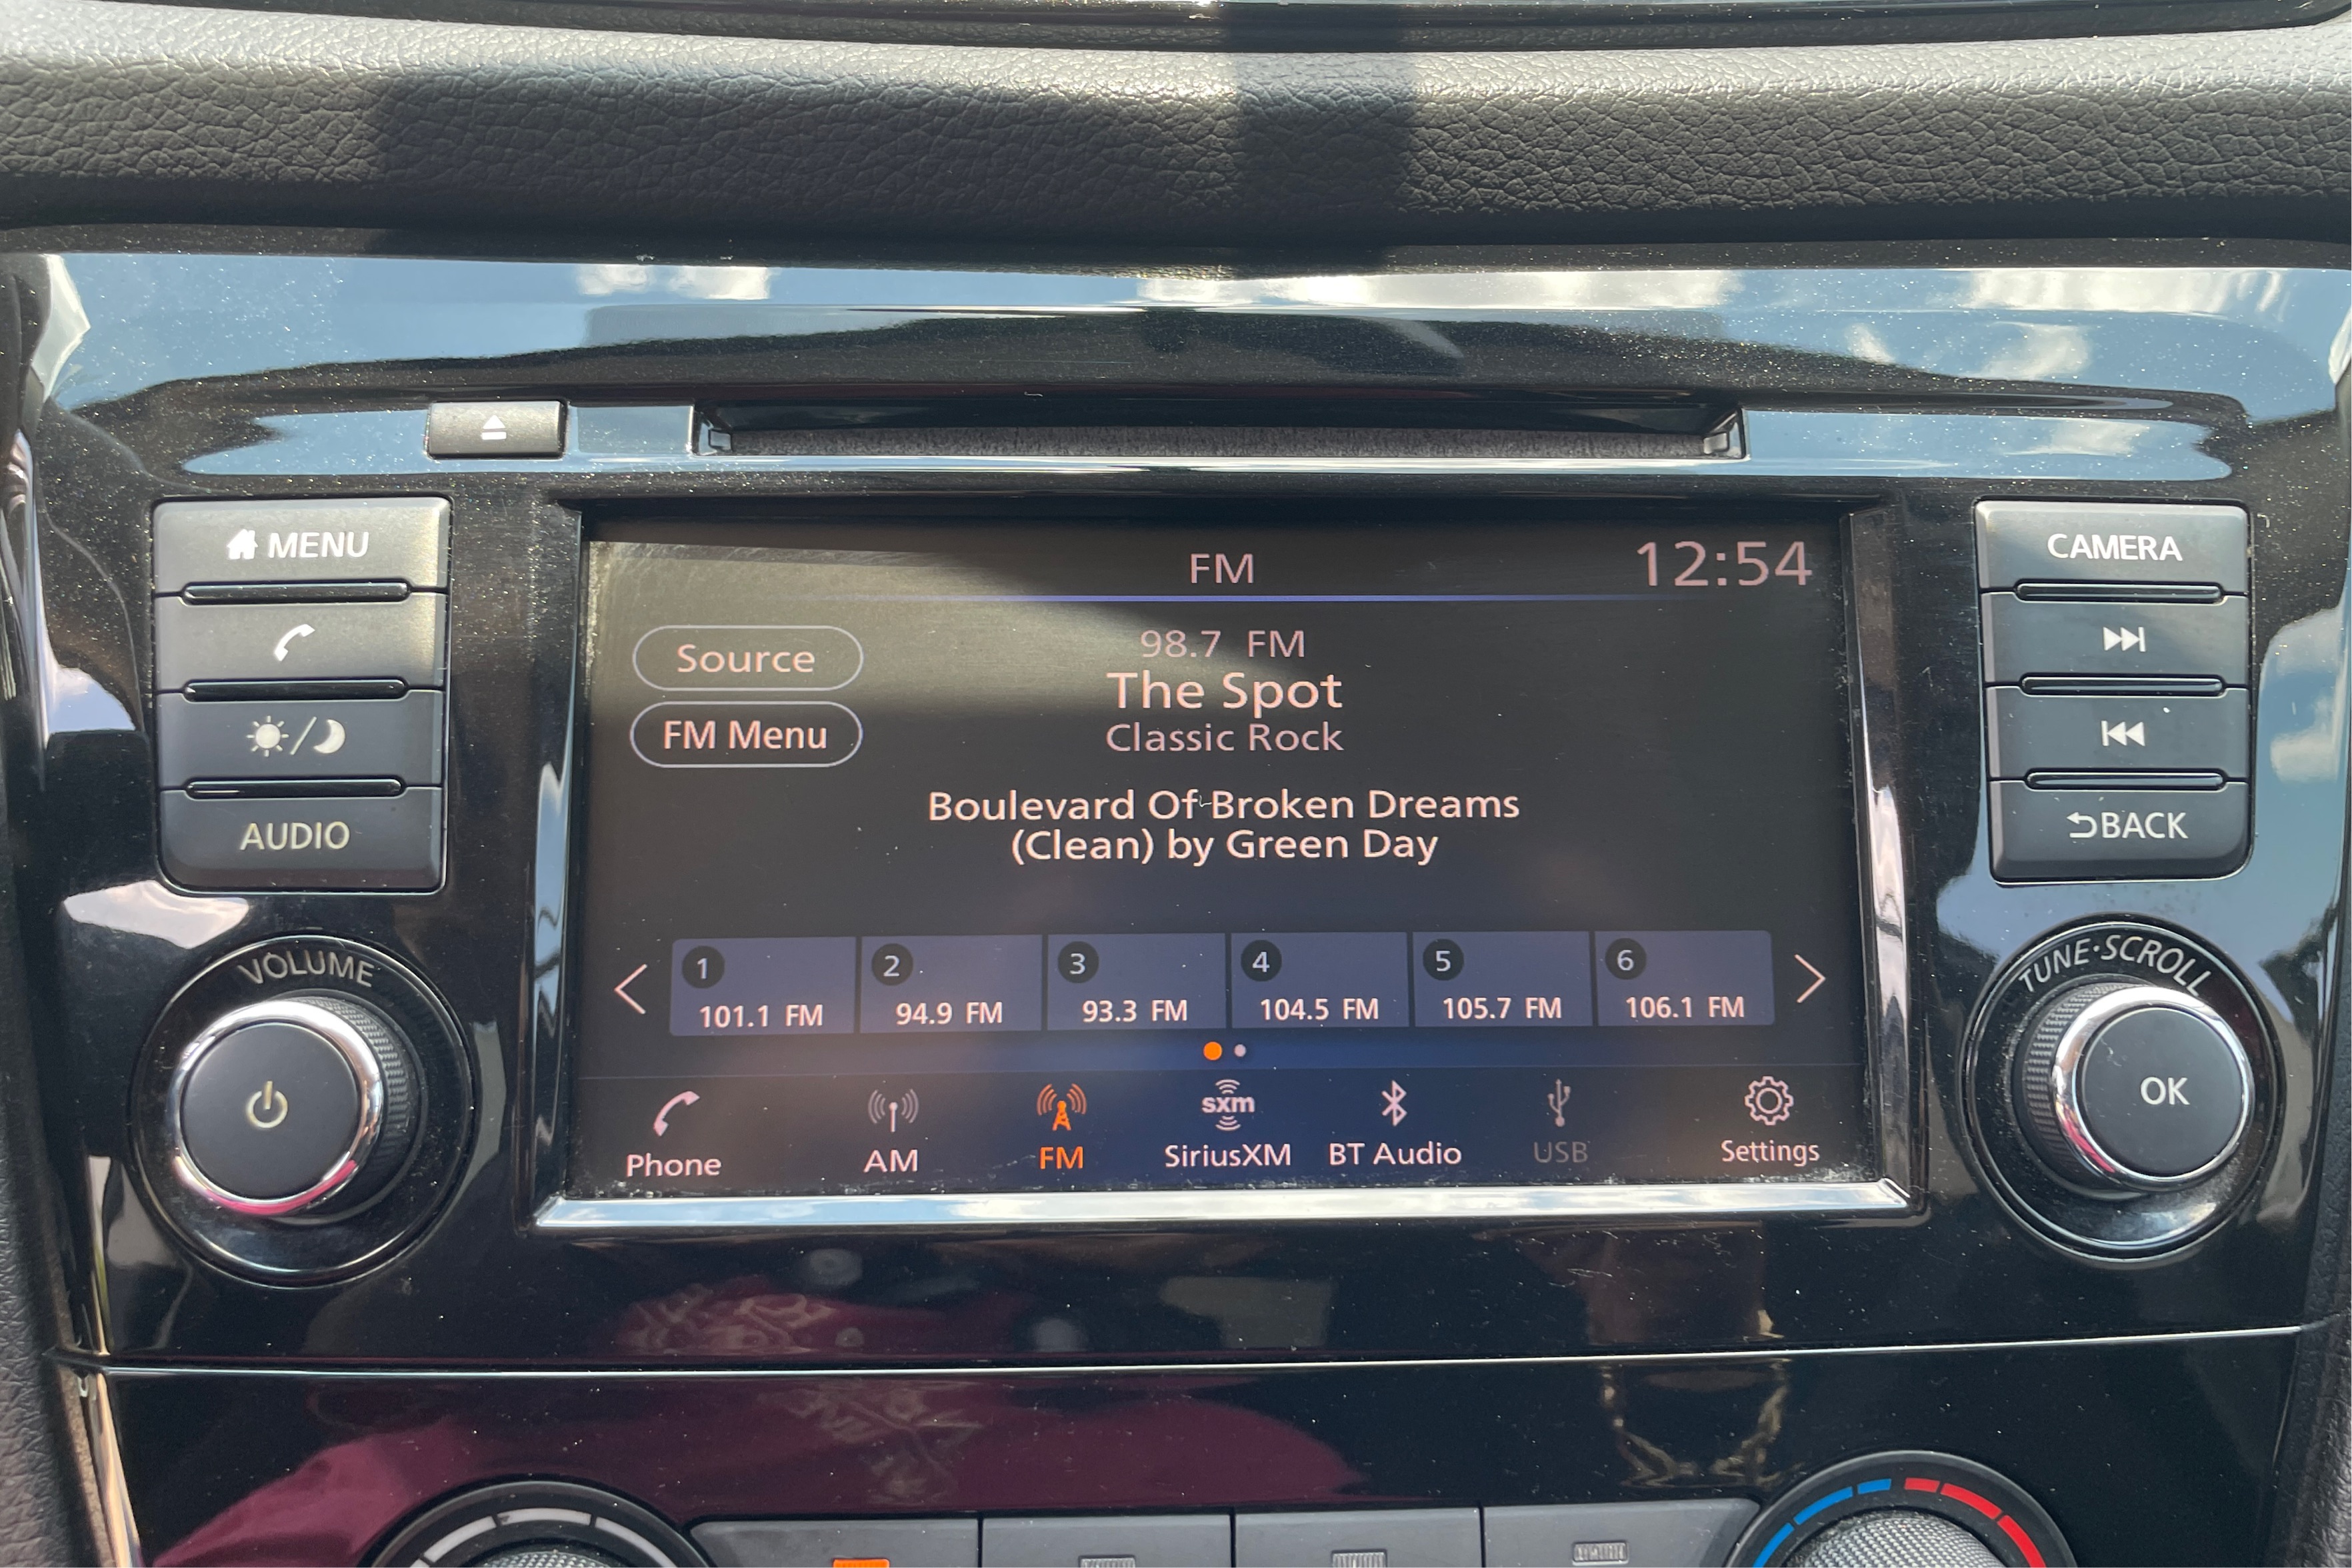 MENU
AUDIO
VOLUME
CAMERA
BACK
TUNE·SCROLL
OK
FM
12:54
Source
FM Menu
98.7 FM
The Spot
Classic Rock
Boulevard Of Broken Dreams
(Clean) by Green Day
1
101.1 FM
2
94.9 FM
3
93.3 FM
4
104.5 FM
5
105.7 FM
6
106.1 FM
Phone
AM
FM
sxm
SiriusXM
BT Audio
USB
Settings